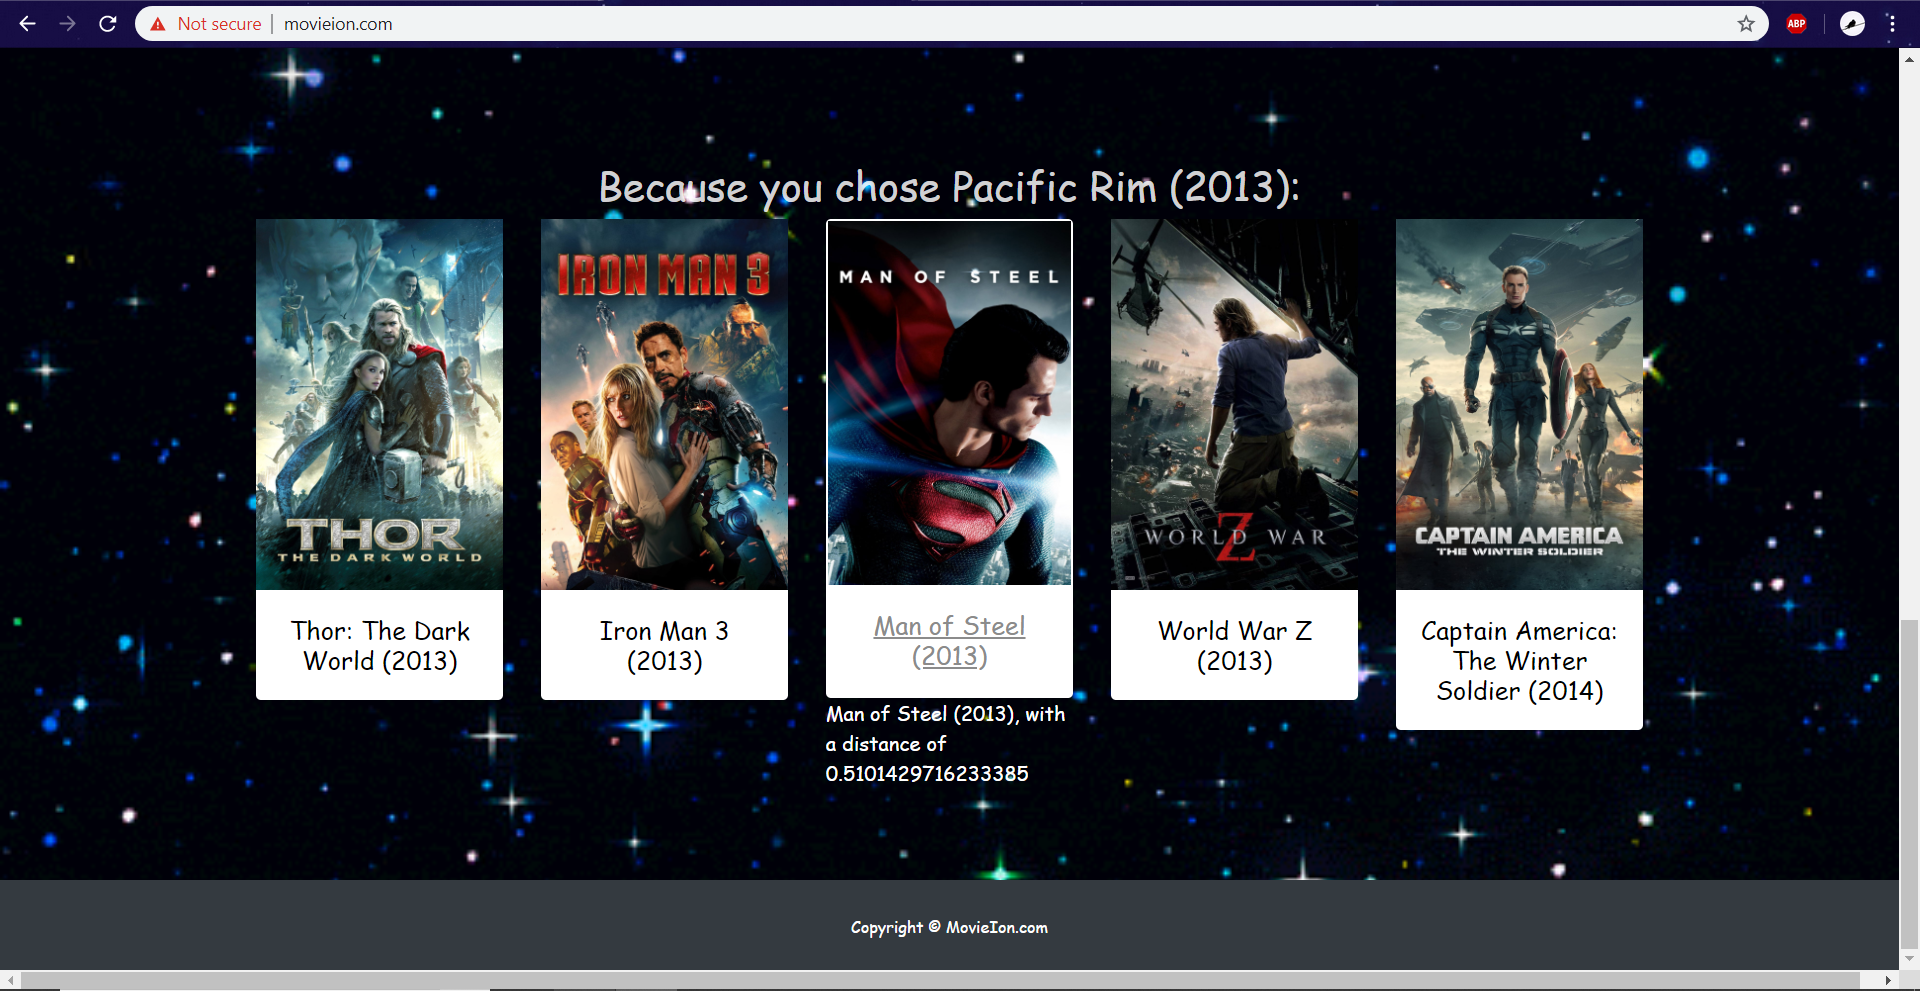 Not secure | movieion.com
ABP
Because you chose Pacific Rim (2013):
THOR
THE DARK WORLD
IRON MAN 3
MAN OF STEEL
WORLD WAR
Z
CAPTAIN AMERICA
THE WINTER SOLDIER
Thor: The Dark
World (2013)
Iron Man 3
(2013)
Man of Steel
(2013)
World War Z
(2013)
Captain America:
The Winter
Soldier (2014)
Man of Steel (2013), with
a distance of
0.5101429716233385
Copyright © MovieIon.com